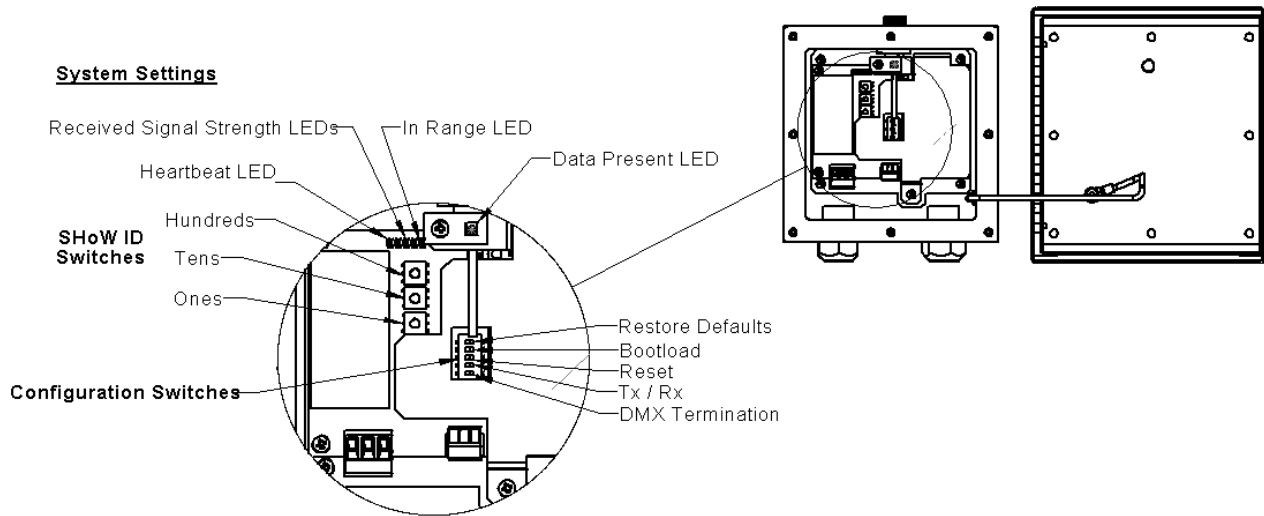 System Settings
Received Signal Strength LEDs
In Range LED
Data Present LED
Heartbeat LED
Hundreds
SHoW ID
Switches
Tens
Ones
Restore Defaults
Bootload
Reset
Configuration Switches
Tx / Rx
DMX Termination